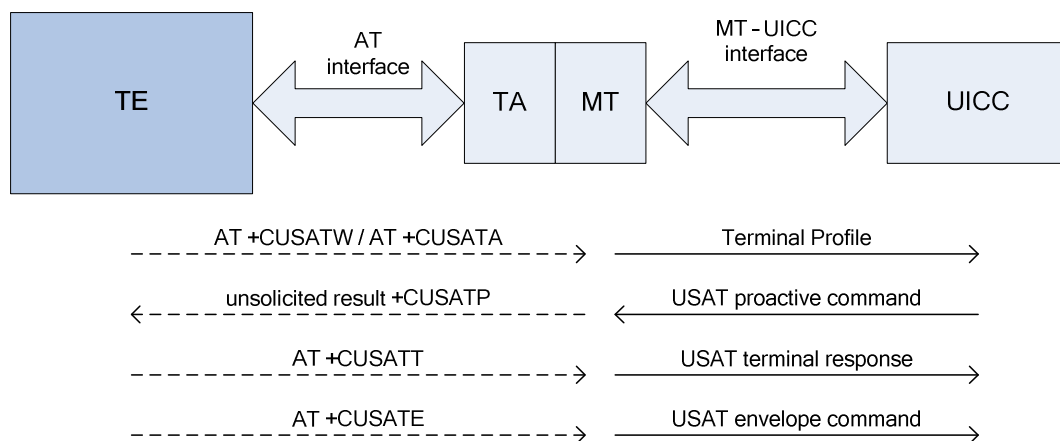 AT
interface
MT-UICC
interface
TE
TA
MT
UICC
AT +CUSATW / AT +CUSATA
Terminal Profile
unsolicited result +CUSATP
USAT proactive command
AT +CUSATT
USAT terminal response
AT +CUSATE
USAT envelope command